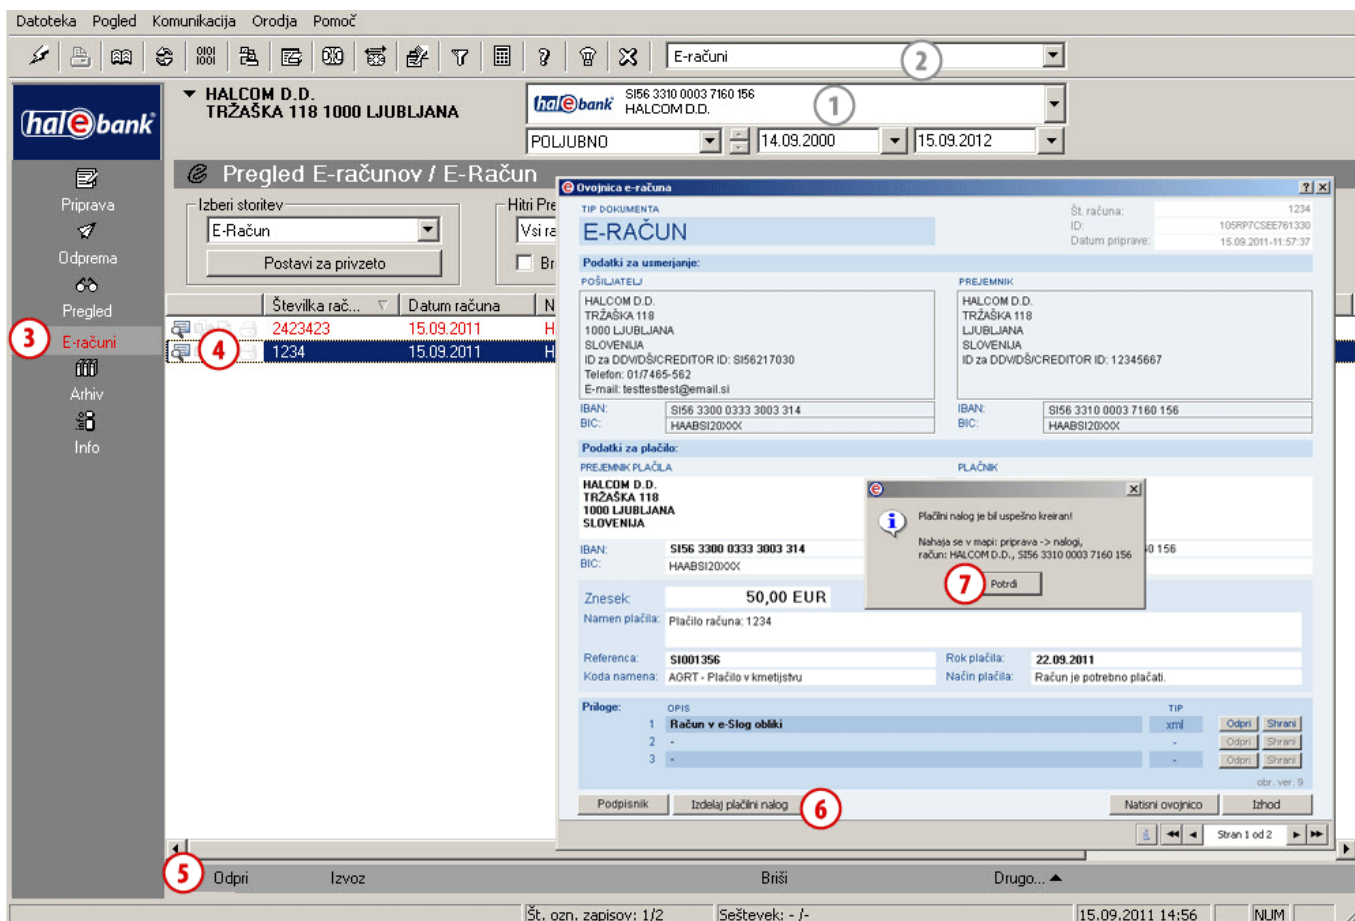 Datoteka Pogled Komunikacija Orodja Pomoč
E-računi
2
halebank
HALCOM D.D.
TRŽAŠKA 118 1000 LJUBLJANA
halebank SI56 3310 0003 7160 156
HALCOM D.D.
1
POLJUBNO 14.09.2000 15.09.2012
Pregled E-računov / E-Račun
Priprava
Odprema
Pregled
3 E-računi
Arhiv
Info
Izberi storitev
E-Račun
Postavi za privzeto
Hitri Pre
Vsi ra
Br
Številka rač... Datum računa N
2423423 15.09.2011 H
4 1234 15.09.2011 H
Ovojnica e-računa
TIP DOKUMENTA
E-RAČUN
Št. računa: 1234
ID: 105RP7CSEE761330
Datum priprave: 15.09.2011-11:57:37
Podatki za usmerjanje:
POŠILJATELJ
HALCOM D.D.
TRŽAŠKA 118
1000 LJUBLJANA
SLOVENIJA
ID za DDV/DŠ/CREDITOR ID: SI56217030
Telefon: 01/7465-562
E-mail: testtesttest@email.si
IBAN: SI56 3300 0333 3003 314
BIC: HAABSI20XXX
PREJEMNIK
HALCOM D.D.
TRŽAŠKA 118
LJUBLJANA
SLOVENIJA
ID za DDV/DŠ/CREDITOR ID: 12345667
IBAN: SI56 3310 0003 7160 156
BIC: HAABSI20XXX
Podatki za plačilo:
PREJEMNIK PLAČILA
HALCOM D.D.
TRŽAŠKA 118
1000 LJUBLJANA
SLOVENIJA
IBAN: SI56 3300 0333 3003 314
BIC: HAABSI20XXX
PLAČNIK
0 156
Plačilni nalog je bil uspešno kreiran!
Nahaja se v mapi: priprava -> nalogi,
račun: HALCOM D.D., SI56 3310 0003 7160 156
7 Potrdi
Znesek: 50,00 EUR
Namen plačila: Plačilo računa: 1234
Referenca: SI001356
Rok plačila: 22.09.2011
Koda namena: AGRT - Plačilo v kmetijstvu
Način plačila: Račun je potrebno plačati.
Priloge: OPIS TIP
1 Račun v e-Slog obliki xml Odpri Shrani
2 - - Odpri Shrani
3 - - Odpri Shrani
obr. ver. 9
Podpisnik Izdelaj plačilni nalog 6 Natisni ovojnico Izhod
Stran 1 od 2
5 Odpri Izvoz Briši Drugo...
Št. ozn. zapisov: 1/2 Seštevek: - /- 15.09.2011 14:56 NUM